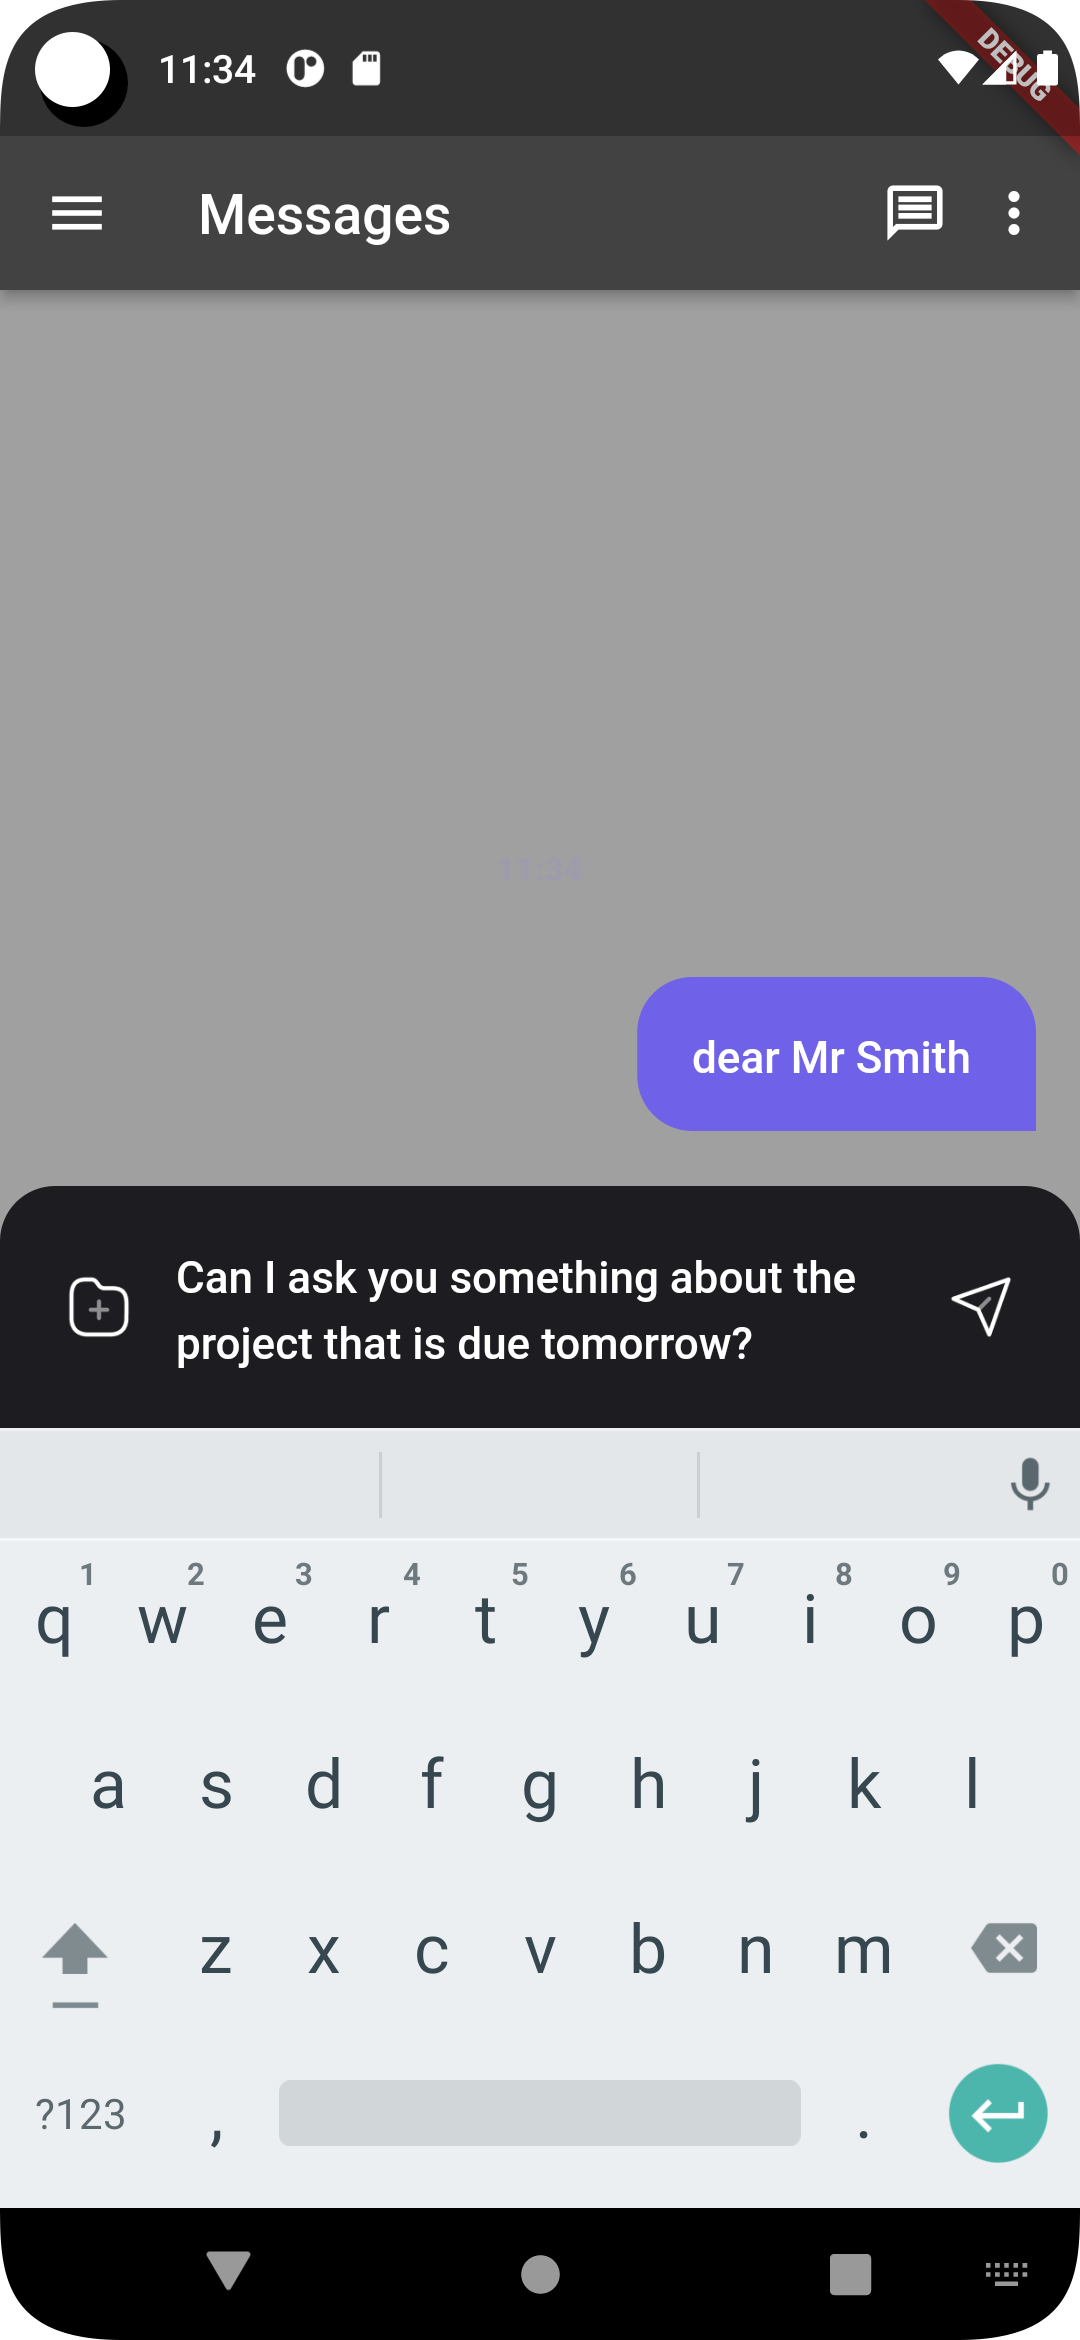 11:34
DEBUG
Messages
11:34
dear Mr Smith
Can I ask you something about the
project that is due tomorrow?
1 2 3 4 5 6 7 8 9 0
q w e r t y u i o p
a s d f g h j k l
z x c v b n m
?123 , .